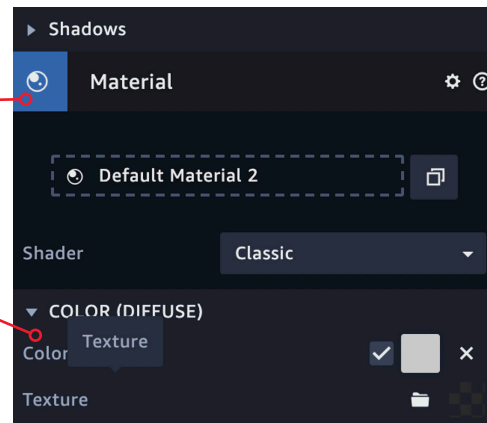 Shadows
Material
Default Material 2
Shader Classic
COLOR (DIFFUSE)
Color
Texture
Texture